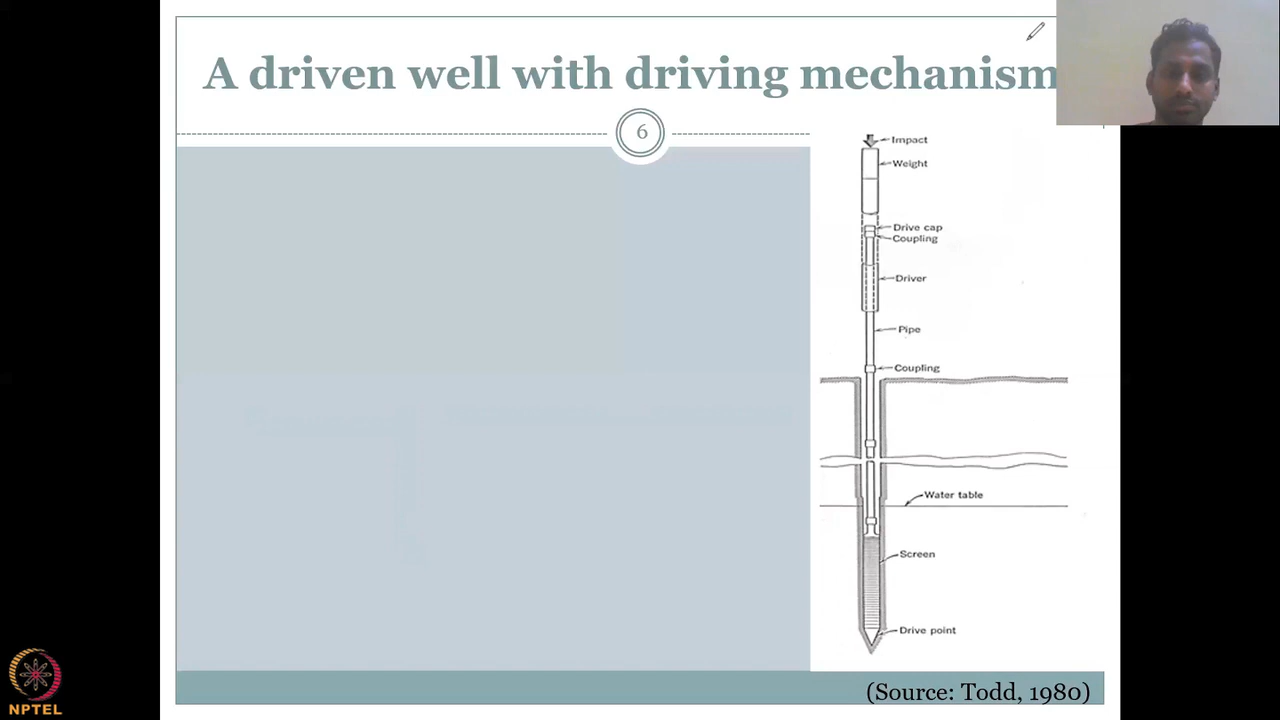 A driven well with driving mechanism
6
Impact
Weight
Drive cap
Coupling
Driver
Pipe
Coupling
Water table
Screen
Drive point
(Source: Todd, 1980)
NPTEL